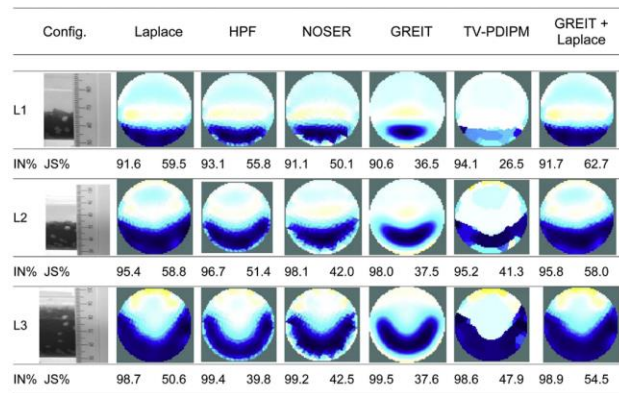 Config. Laplace HPF NOSER GREIT TV-PDIPM GREIT + Laplace
L1
IN% JS% 91.6 59.5 93.1 55.8 91.1 50.1 90.6 36.5 94.1 26.5 91.7 62.7
L2
IN% JS% 95.4 58.8 96.7 51.4 98.1 42.0 98.0 37.5 95.2 41.3 95.8 58.0
L3
IN% JS% 98.7 50.6 99.4 39.8 99.2 42.5 99.5 37.6 98.6 47.9 98.9 54.5